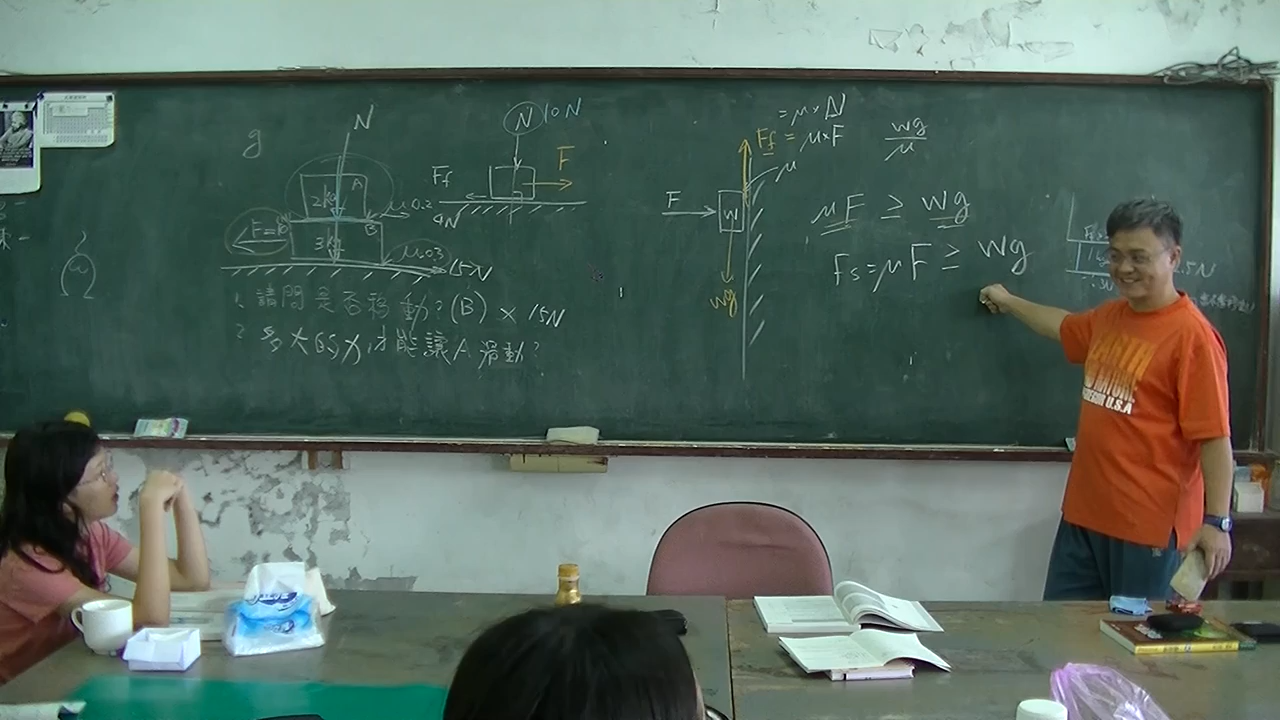 g
N
A
2kg
μ=0.2
F=10
B
3kg
μ=0.3
15N
1. 請問是否移動?(B) × 15N
2. 多大的力,才能讓A滑動?
N 10N
Ff
F
4N
F
W
wg
μ
= μ×N
Ff = μ×F
wg
μ
μF ≥ wg
Fs=μF ≥ wg
U.S.A